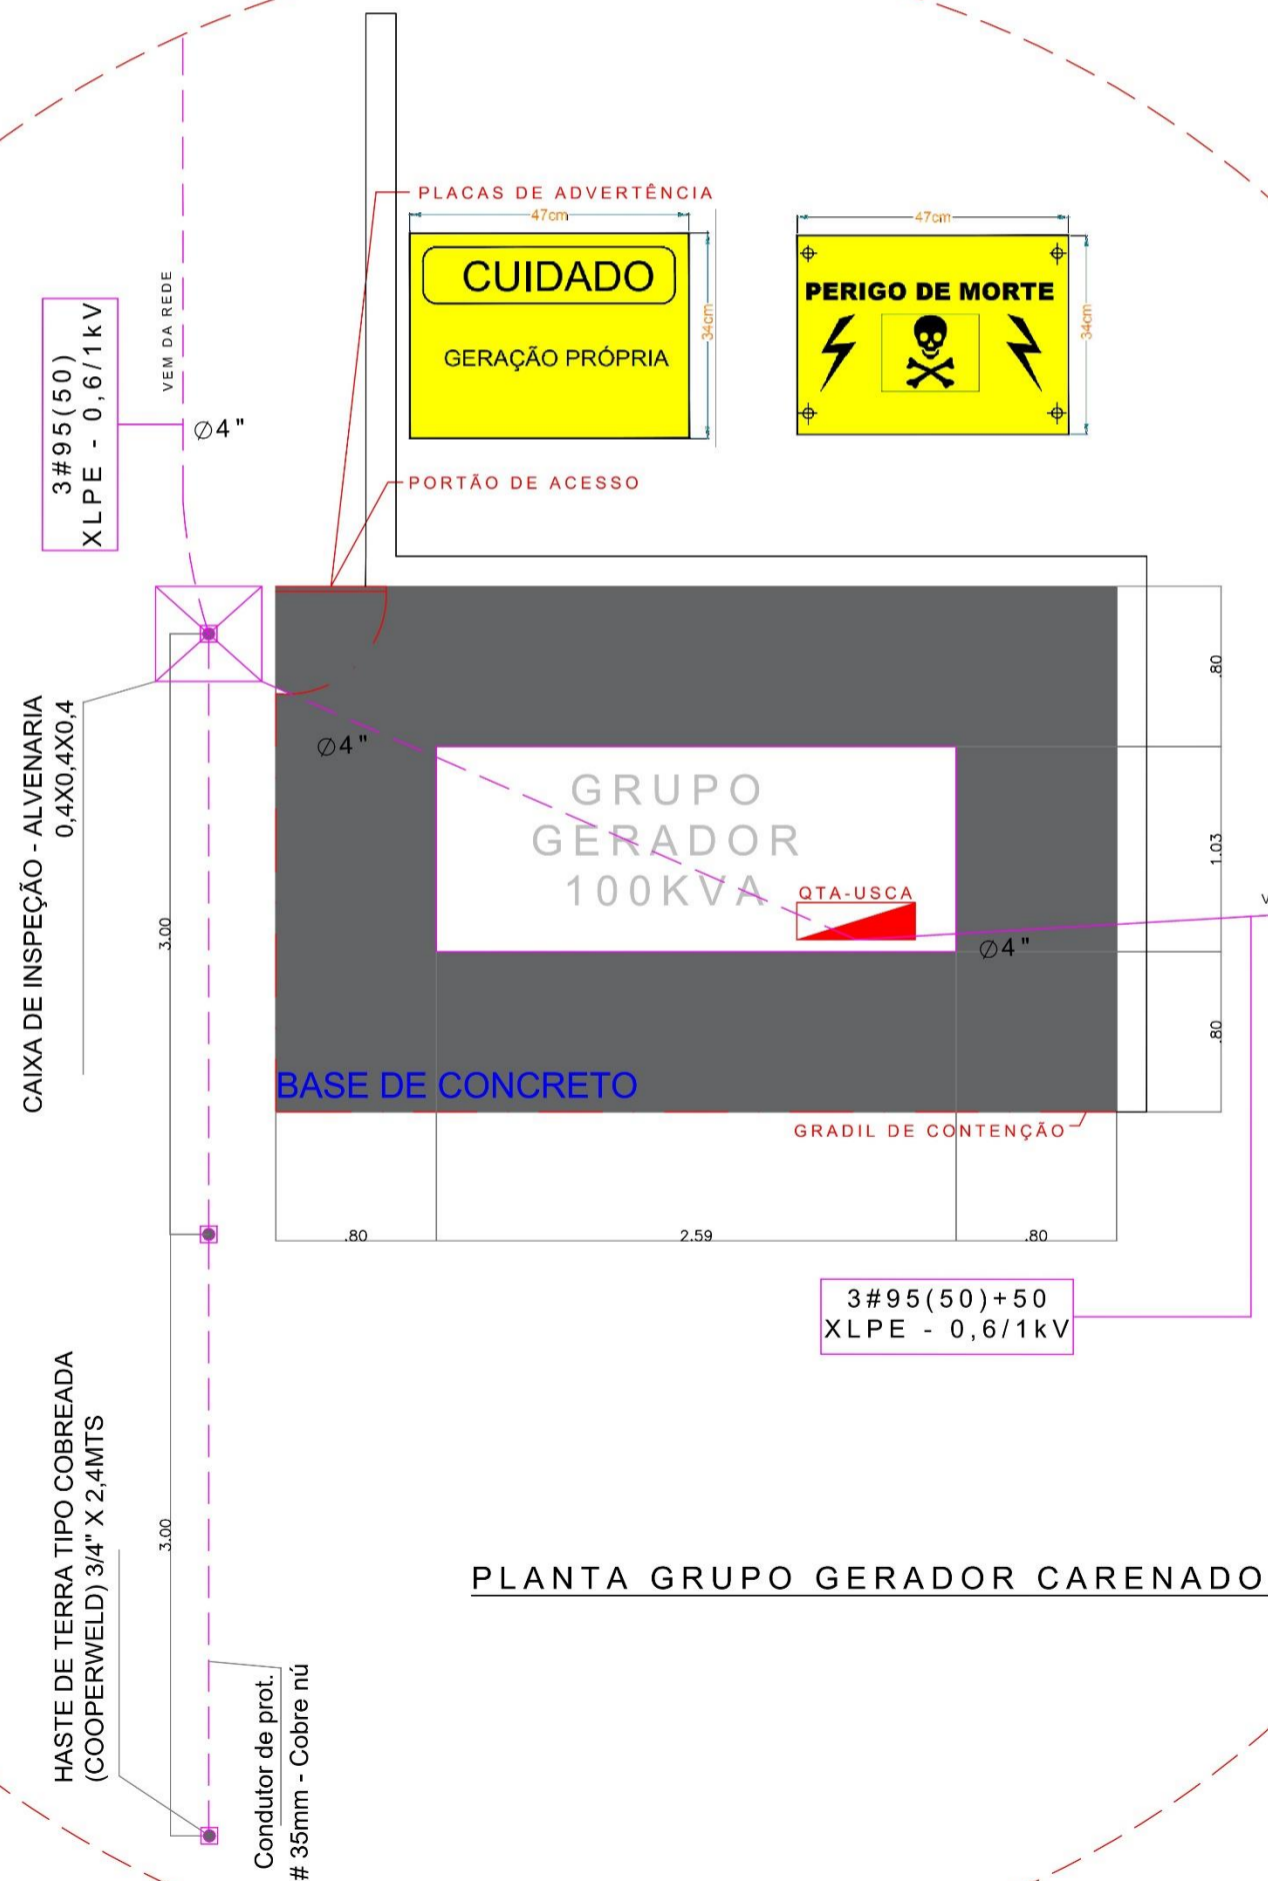 PLACAS DE ADVERTÊNCIA
47cm
CUIDADO
GERAÇÃO PRÓPRIA
34cm
47cm
PERIGO DE MORTE
34cm
VEM DA REDE
3#95(50)
XLPE - 0,6/1kV
Ø4"
PORTÃO DE ACESSO
CAIXA DE INSPEÇÃO - ALVENARIA
0,4X0,4X0,4
Ø4"
GRUPO
GERADOR
100KVA
QTA-USCA
Ø4"
.80
1.03
.80
V
3.00
BASE DE CONCRETO
GRADIL DE CONTENÇÃO
.80
2.59
.80
3#95(50)+50
XLPE - 0,6/1kV
HASTE DE TERRA TIPO COBREADA
(COOPERWELD) 3/4" X 2,4MTS
3.00
PLANTA GRUPO GERADOR CARENADO
Condutor de prot.
# 35mm - Cobre nú